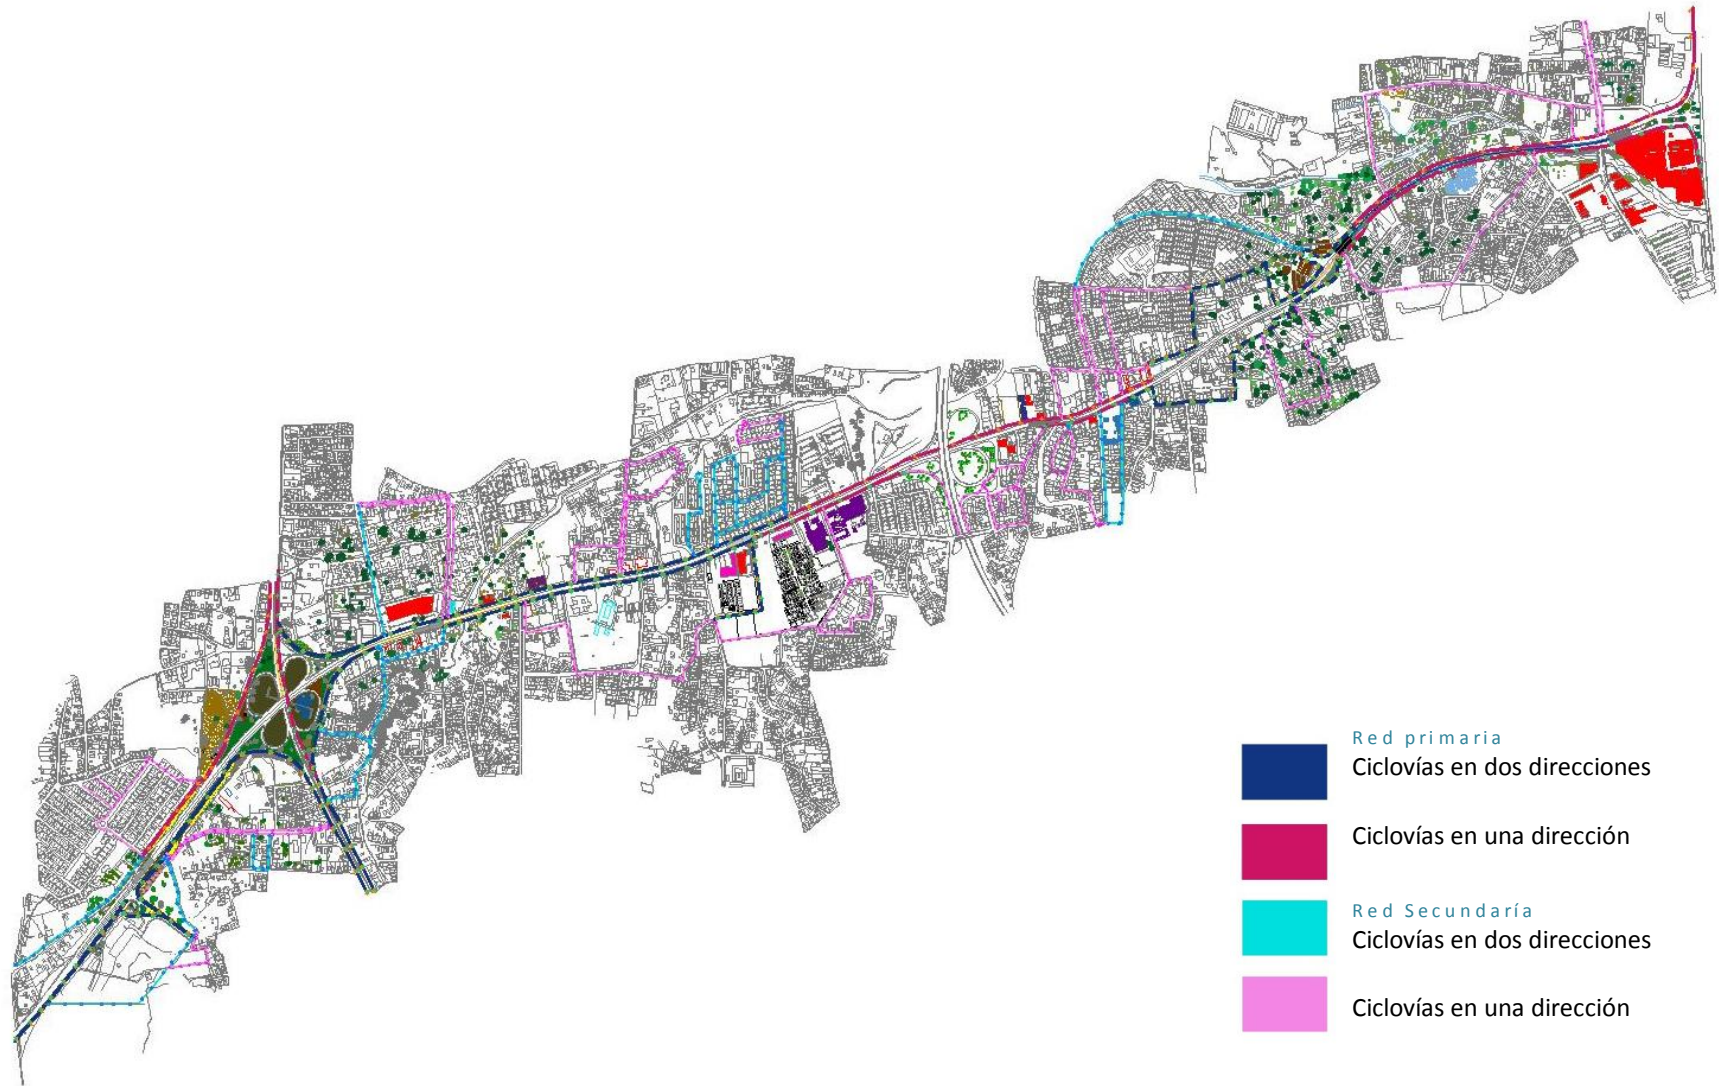 Red primaria
Ciclovías en dos direcciones
Ciclovías en una dirección
Red Secundaría
Ciclovías en dos direcciones
Ciclovías en una dirección